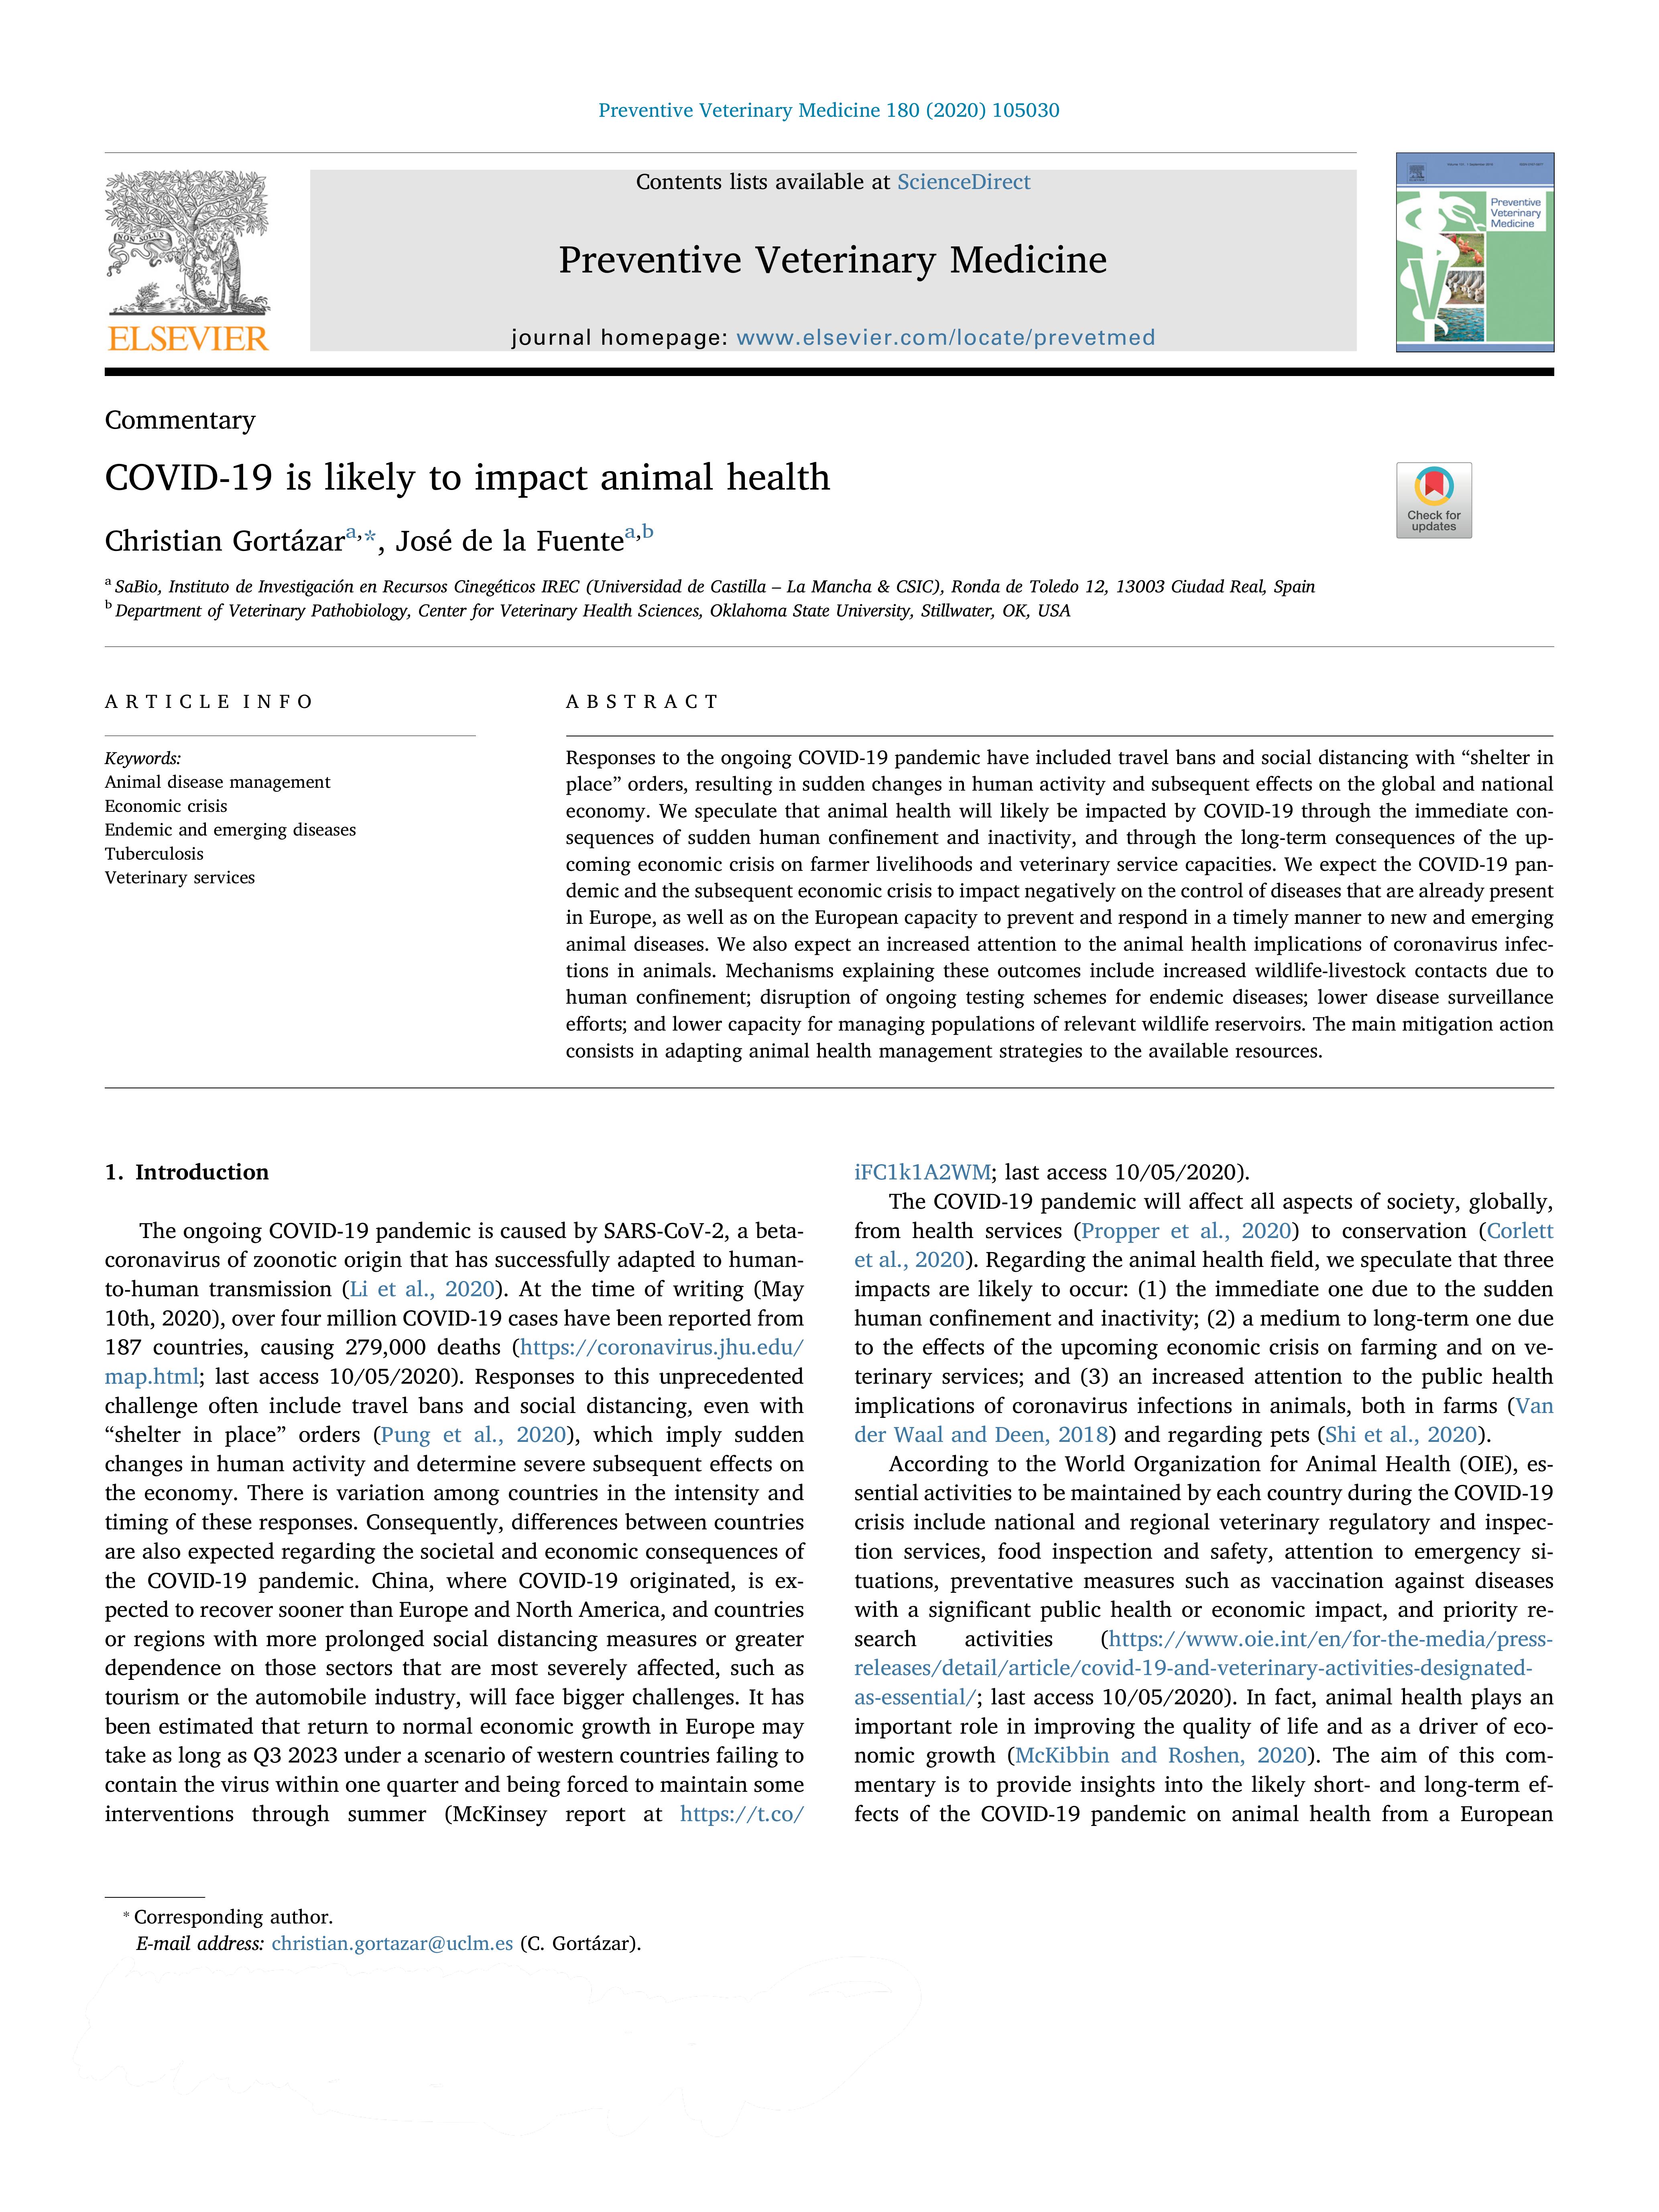 Preventive Veterinary Medicine 180 (2020) 105030
Contents lists available at ScienceDirect
Preventive Veterinary Medicine
journal homepage: www.elsevier.com/locate/prevetmed
NON SOLUS
ELSEVIER
Preventive
Veterinary
Medicine
Commentary
COVID-19 is likely to impact animal health
Check for
updates
Christian Gortázar^a,*, José de la Fuente^a,b
^a SaBio, Instituto de Investigación en Recursos Cinegéticos IREC (Universidad de Castilla – La Mancha & CSIC), Ronda de Toledo 12, 13003 Ciudad Real, Spain
^b Department of Veterinary Pathobiology, Center for Veterinary Health Sciences, Oklahoma State University, Stillwater, OK, USA
ARTICLE INFO
Keywords:
Animal disease management
Economic crisis
Endemic and emerging diseases
Tuberculosis
Veterinary services
ABSTRACT
Responses to the ongoing COVID-19 pandemic have included travel bans and social distancing with “shelter in
place” orders, resulting in sudden changes in human activity and subsequent effects on the global and national
economy. We speculate that animal health will likely be impacted by COVID-19 through the immediate con-
sequences of sudden human confinement and inactivity, and through the long-term consequences of the up-
coming economic crisis on farmer livelihoods and veterinary service capacities. We expect the COVID-19 pan-
demic and the subsequent economic crisis to impact negatively on the control of diseases that are already present
in Europe, as well as on the European capacity to prevent and respond in a timely manner to new and emerging
animal diseases. We also expect an increased attention to the animal health implications of coronavirus infec-
tions in animals. Mechanisms explaining these outcomes include increased wildlife-livestock contacts due to
human confinement; disruption of ongoing testing schemes for endemic diseases; lower disease surveillance
efforts; and lower capacity for managing populations of relevant wildlife reservoirs. The main mitigation action
consists in adapting animal health management strategies to the available resources.
1. Introduction
The ongoing COVID-19 pandemic is caused by SARS-CoV-2, a beta-
coronavirus of zoonotic origin that has successfully adapted to human-
to-human transmission (Li et al., 2020). At the time of writing (May
10th, 2020), over four million COVID-19 cases have been reported from
187 countries, causing 279,000 deaths (https://coronavirus.jhu.edu/
map.html; last access 10/05/2020). Responses to this unprecedented
challenge often include travel bans and social distancing, even with
“shelter in place” orders (Pung et al., 2020), which imply sudden
changes in human activity and determine severe subsequent effects on
the economy. There is variation among countries in the intensity and
timing of these responses. Consequently, differences between countries
are also expected regarding the societal and economic consequences of
the COVID-19 pandemic. China, where COVID-19 originated, is ex-
pected to recover sooner than Europe and North America, and countries
or regions with more prolonged social distancing measures or greater
dependence on those sectors that are most severely affected, such as
tourism or the automobile industry, will face bigger challenges. It has
been estimated that return to normal economic growth in Europe may
take as long as Q3 2023 under a scenario of western countries failing to
contain the virus within one quarter and being forced to maintain some
interventions through summer (McKinsey report at https://t.co/
iFC1k1A2WM; last access 10/05/2020).
The COVID-19 pandemic will affect all aspects of society, globally,
from health services (Propper et al., 2020) to conservation (Corlett
et al., 2020). Regarding the animal health field, we speculate that three
impacts are likely to occur: (1) the immediate one due to the sudden
human confinement and inactivity; (2) a medium to long-term one due
to the effects of the upcoming economic crisis on farming and on ve-
terinary services; and (3) an increased attention to the public health
implications of coronavirus infections in animals, both in farms (Van
der Waal and Deen, 2018) and regarding pets (Shi et al., 2020).
According to the World Organization for Animal Health (OIE), es-
sential activities to be maintained by each country during the COVID-19
crisis include national and regional veterinary regulatory and inspec-
tion services, food inspection and safety, attention to emergency si-
tuations, preventative measures such as vaccination against diseases
with a significant public health or economic impact, and priority re-
search activities (https://www.oie.int/en/for-the-media/press-
releases/detail/article/covid-19-and-veterinary-activities-designated-
as-essential/; last access 10/05/2020). In fact, animal health plays an
important role in improving the quality of life and as a driver of eco-
nomic growth (McKibbin and Roshen, 2020). The aim of this com-
mentary is to provide insights into the likely short- and long-term ef-
fects of the COVID-19 pandemic on animal health from a European
* Corresponding author.
E-mail address: christian.gortazar@uclm.es (C. Gortázar).